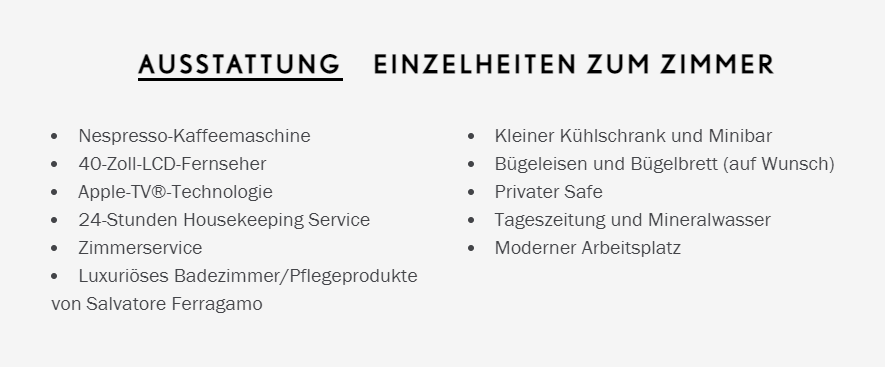 AUSSTATTUNG EINZELHEITEN ZUM ZIMMER
• Nespresso-Kaffeemaschine
• 40-Zoll-LCD-Fernseher
• Apple-TV®-Technologie
• 24-Stunden Housekeeping Service
• Zimmerservice
• Luxuriöses Badezimmer/Pflegeprodukte
von Salvatore Ferragamo
• Kleiner Kühlschrank und Minibar
• Bügeleisen und Bügelbrett (auf Wunsch)
• Privater Safe
• Tageszeitung und Mineralwasser
• Moderner Arbeitsplatz